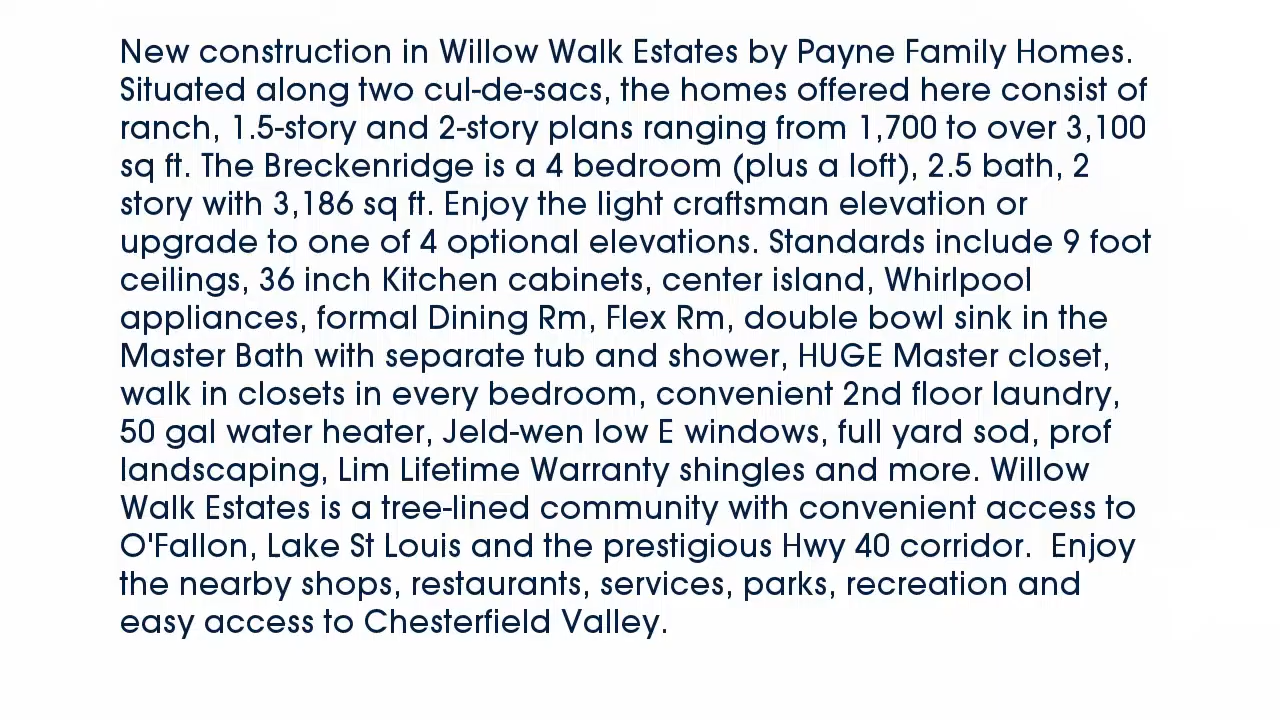 New construction in Willow Walk Estates by Payne Family Homes.
Situated along two cul-de-sacs, the homes offered here consist of
ranch, 1.5-story and 2-story plans ranging from 1,700 to over 3,100
sq ft. The Breckenridge is a 4 bedroom (plus a loft), 2.5 bath, 2
story with 3,186 sq ft. Enjoy the light craftsman elevation or
upgrade to one of 4 optional elevations. Standards include 9 foot
ceilings, 36 inch Kitchen cabinets, center island, Whirlpool
appliances, formal Dining Rm, Flex Rm, double bowl sink in the
Master Bath with separate tub and shower, HUGE Master closet,
walk in closets in every bedroom, convenient 2nd floor laundry,
50 gal water heater, Jeld-wen low E windows, full yard sod, prof
landscaping, Lim Lifetime Warranty shingles and more. Willow
Walk Estates is a tree-lined community with convenient access to
O'Fallon, Lake St Louis and the prestigious Hwy 40 corridor.  Enjoy
the nearby shops, restaurants, services, parks, recreation and
easy access to Chesterfield Valley.